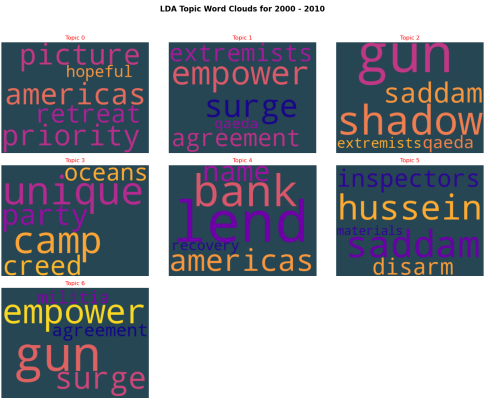 LDA Topic Word Clouds for 2000 - 2010
Topic 0
picture
hopeful
americas
retreat
priority
Topic 1
extremists
empower
surge
qaeda
agreement
Topic 2
gun
saddam
shadow
extremists qaeda
Topic 3
oceans
unique
party
camp
creed
Topic 4
name
bank
lend
recovery
americas
Topic 5
inspectors
hussein
materials
saddam
disarm
Topic 6
empower
agreement
gun
surge